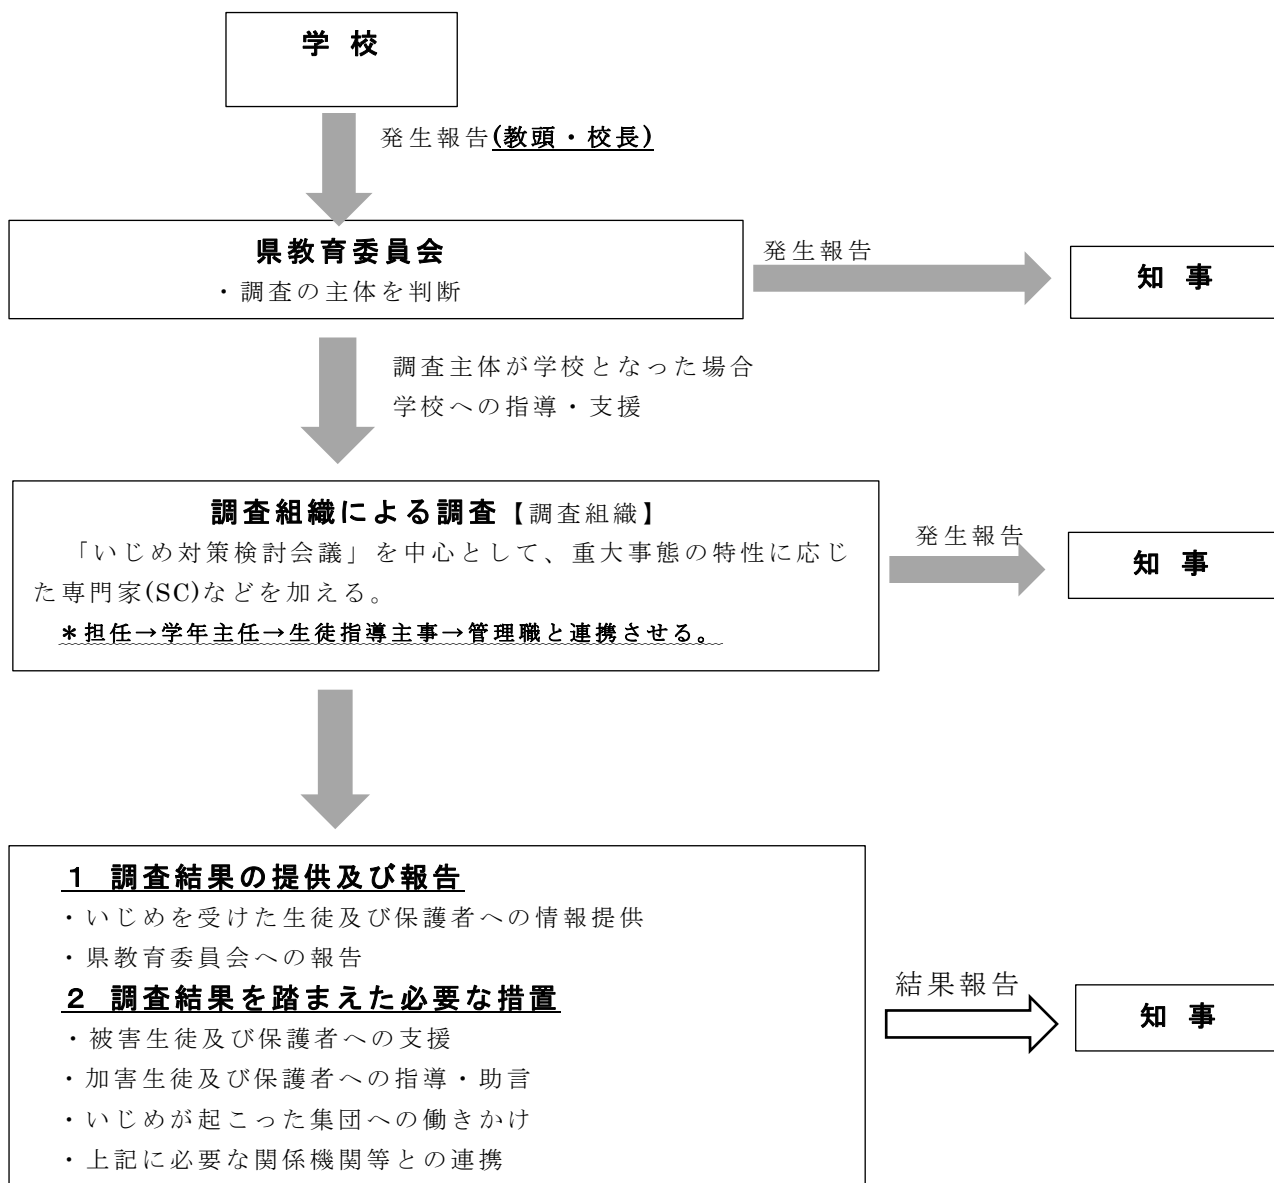 学 校
発生報告(教頭・校長)
県教育委員会
・調査の主体を判断
発生報告
知 事
調査主体が学校となった場合
学校への指導・支援
調査組織による調査【調査組織】
「いじめ対策検討会議」を中心として、重大事態の特性に応じ
た専門家(SC)などを加える。
＊担任→学年主任→生徒指導主事→管理職と連携させる。
発生報告
知 事
１ 調査結果の提供及び報告
・いじめを受けた生徒及び保護者への情報提供
・県教育委員会への報告
２ 調査結果を踏まえた必要な措置
・被害生徒及び保護者への支援
・加害生徒及び保護者への指導・助言
・いじめが起こった集団への働きかけ
・上記に必要な関係機関等との連携
結果報告
知 事